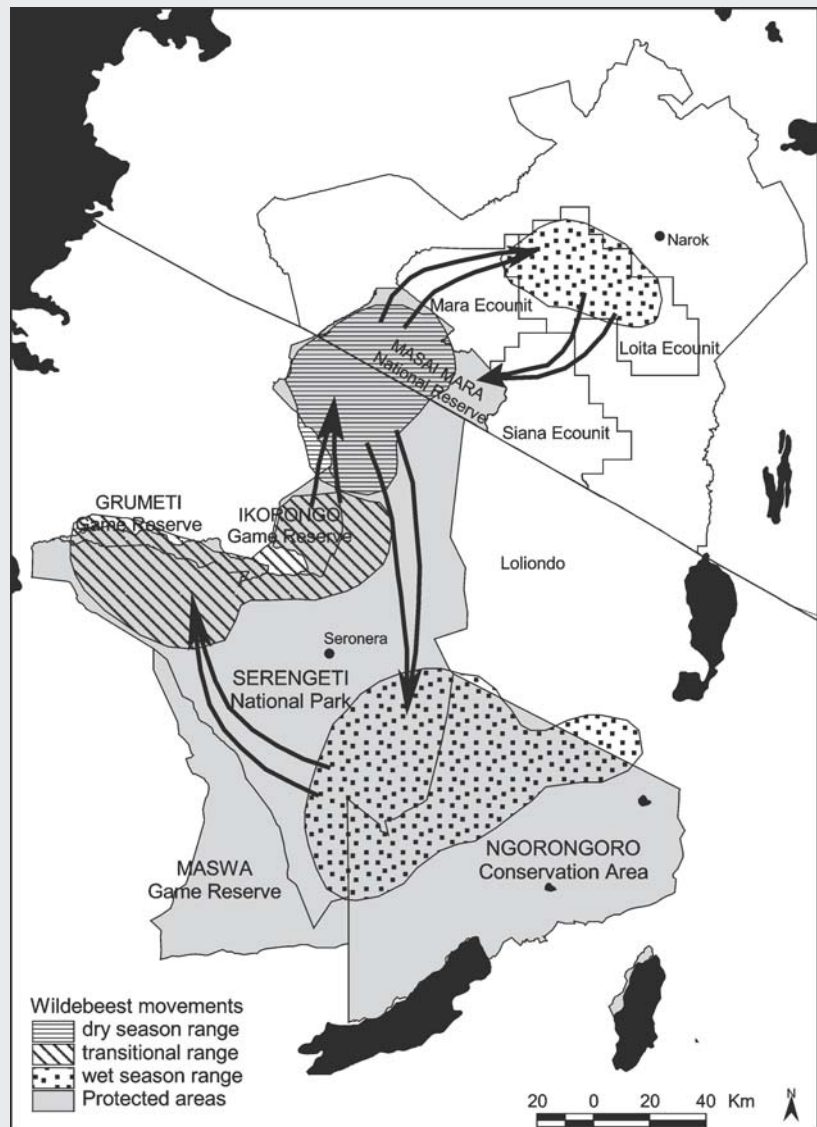 Narok
Mara Ecounit
Loita Ecounit
MASAI MARA
National Reserve
Siana Ecounit
GRUMETI
Game Reserve
IKORONGO
Game Reserve
Loliondo
Seronera
SERENGETI
National Park
NGORONGORO
Conservation Area
MASWA
Game Reserve
Wildebeest movements
dry season range
transitional range
wet season range
Protected areas
20 0 20 40 Km
N